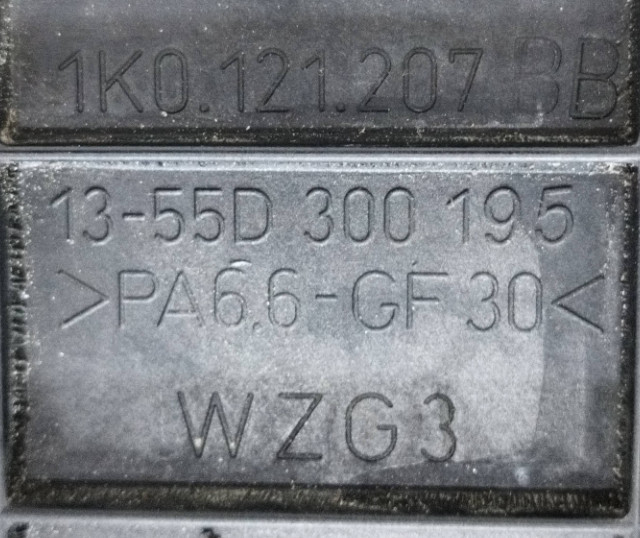 1K0.121.207 BB
13-55D 300 195
>PA6.6-GF30<
WZG3